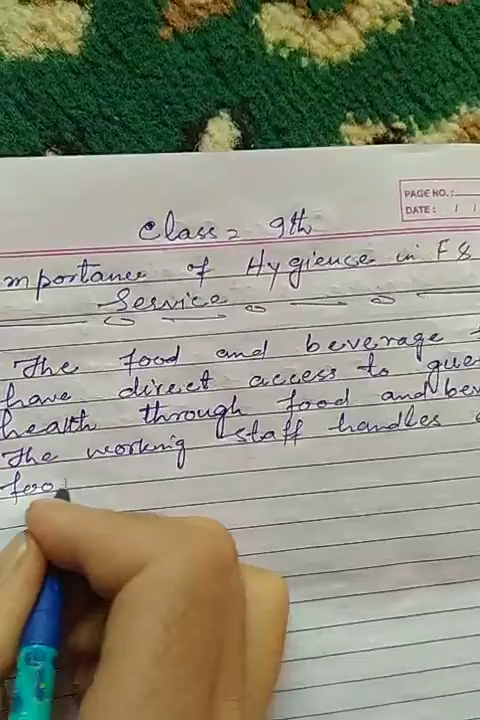 PAGE NO.:
DATE: / /
Class = 9th
mportance of Hygience in F &
Service
The food and beverage
have direct access to gue
health through food and bev
The working staff handles
foo